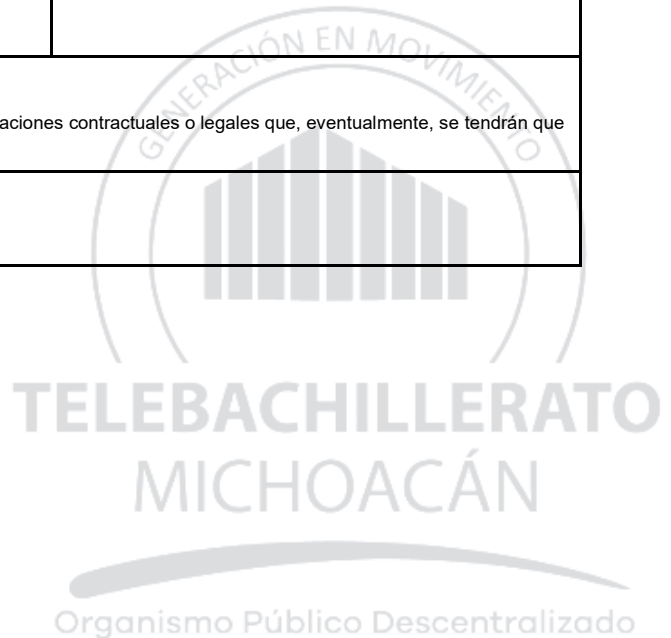 GENERACIÓN EN MOVIMIENTO
aciones contractuales o legales que, eventualmente, se tendrán que
TELEBACHILLERATO
MICHOACÁN
Organismo Público Descentralizado